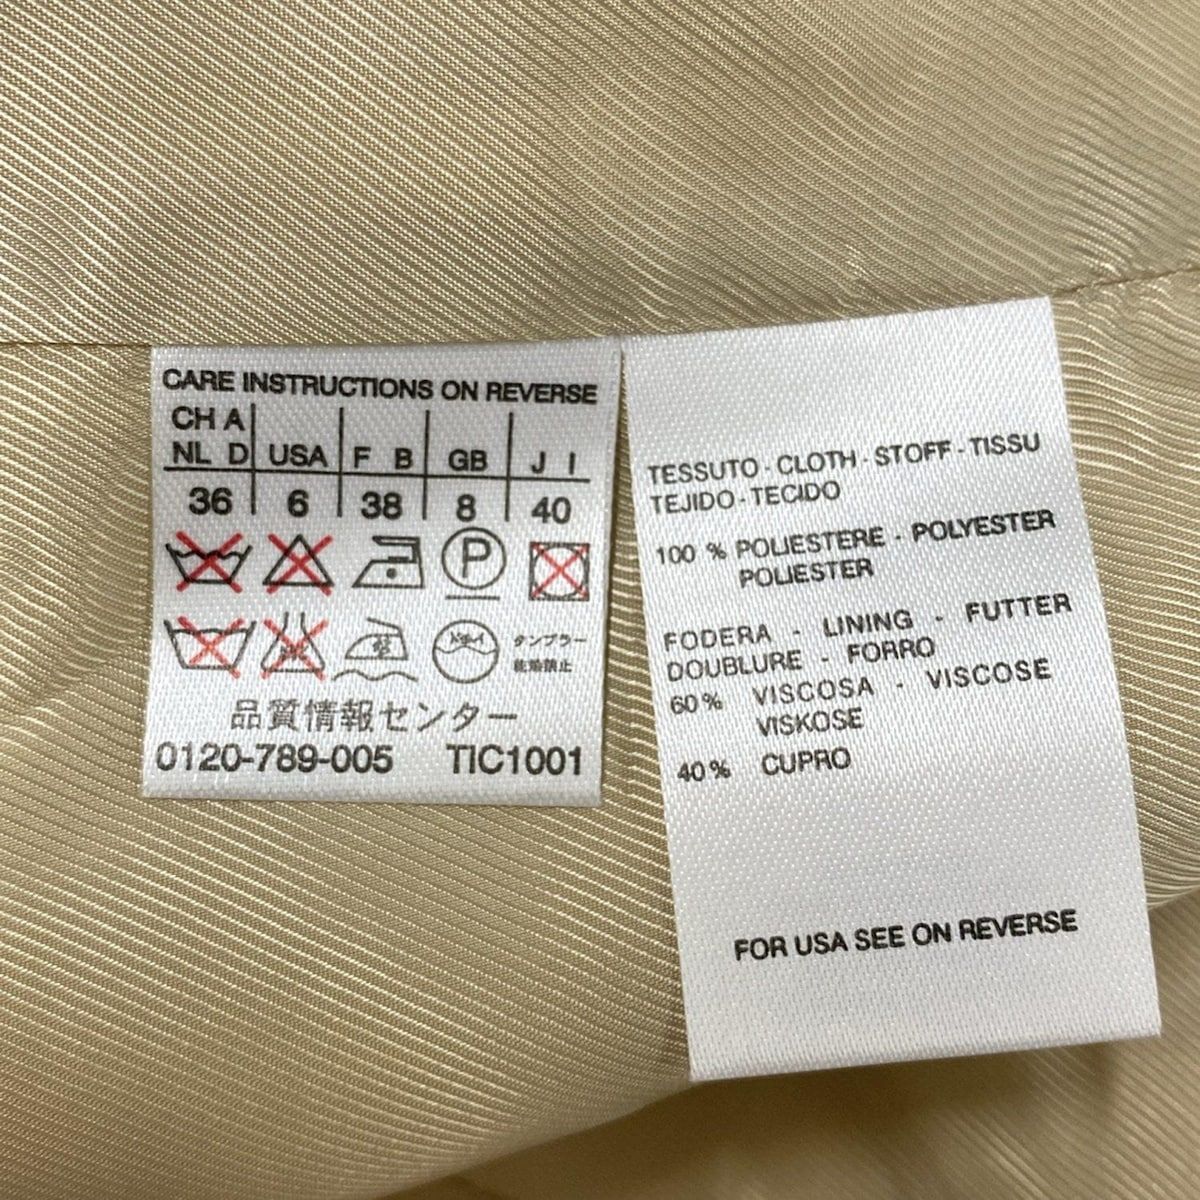 CARE INSTRUCTIONS ON REVERSE
CH A
NL D USA F B GB J I
36 6 38 8 40
P
タンブラー
乾燥禁止
品質情報センター
0120-789-005 TIC1001
TESSUTO - CLOTH - STOFF - TISSU
TEJIDO - TECIDO
100 % POLIESTERE - POLYESTER
POLIESTER
FODERA - LINING - FUTTER
DOUBLURE - FORRO
60% VISCOSA - VISCOSE
VISKOSE
40% CUPRO
FOR USA SEE ON REVERSE